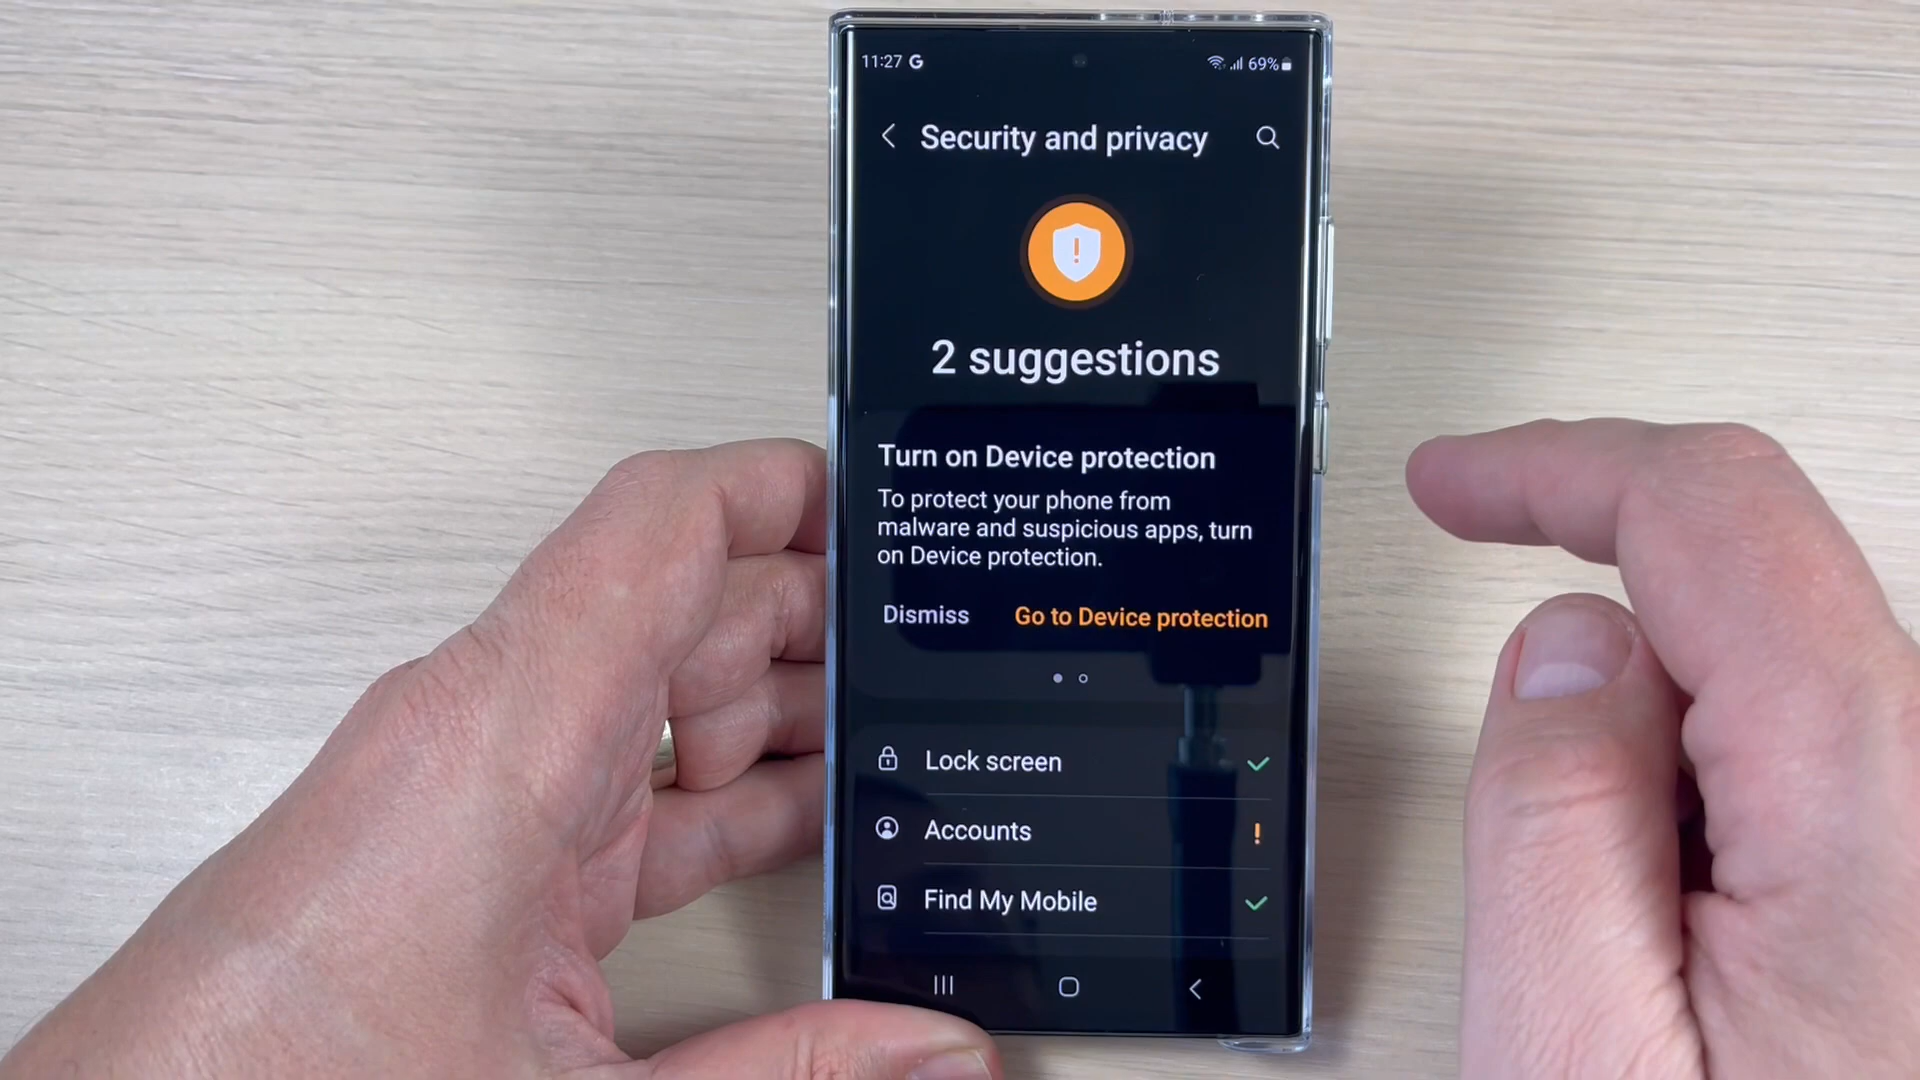 11:27 G 69%
Security and privacy
2 suggestions
Turn on Device protection
To protect your phone from
malware and suspicious apps, turn
on Device protection.
Dismiss Go to Device protection
Lock screen
Accounts
Find My Mobile